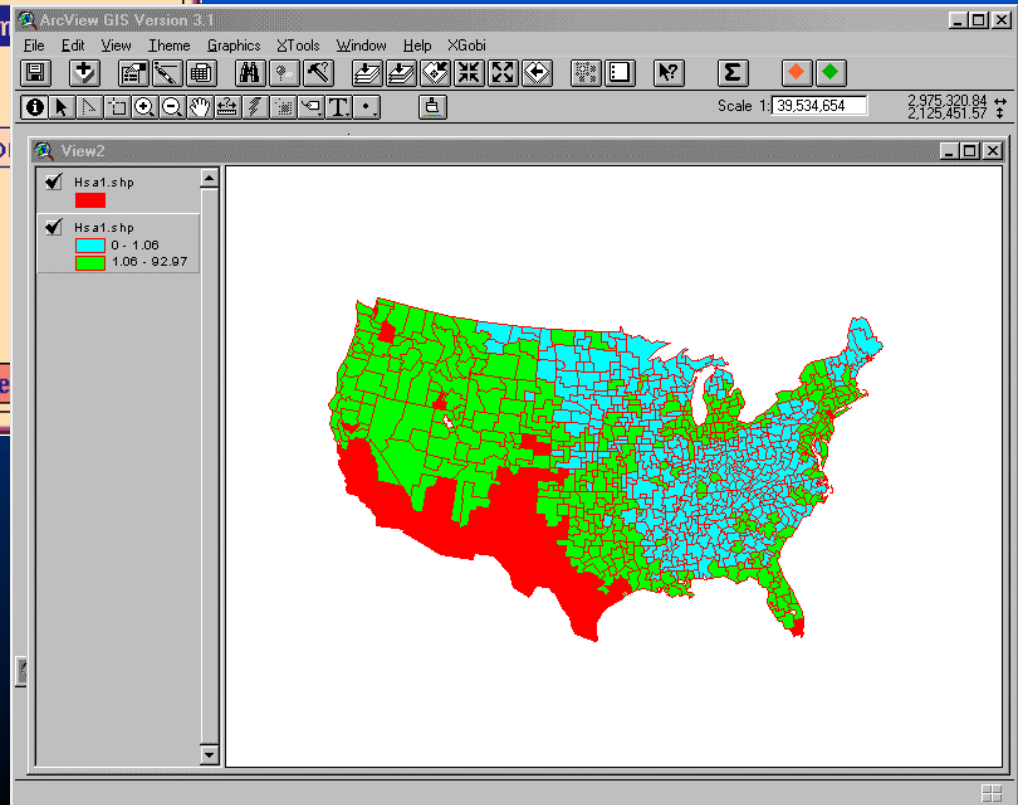 ArcView GIS Version 3.1
File Edit View Theme Graphics XTools Window Help XGobi
Scale 1: 39,534,654
2,975,320.84
2,125,451.57
View2
Hsa1.shp
Hsa1.shp
0 - 1.06
1.06 - 92.97